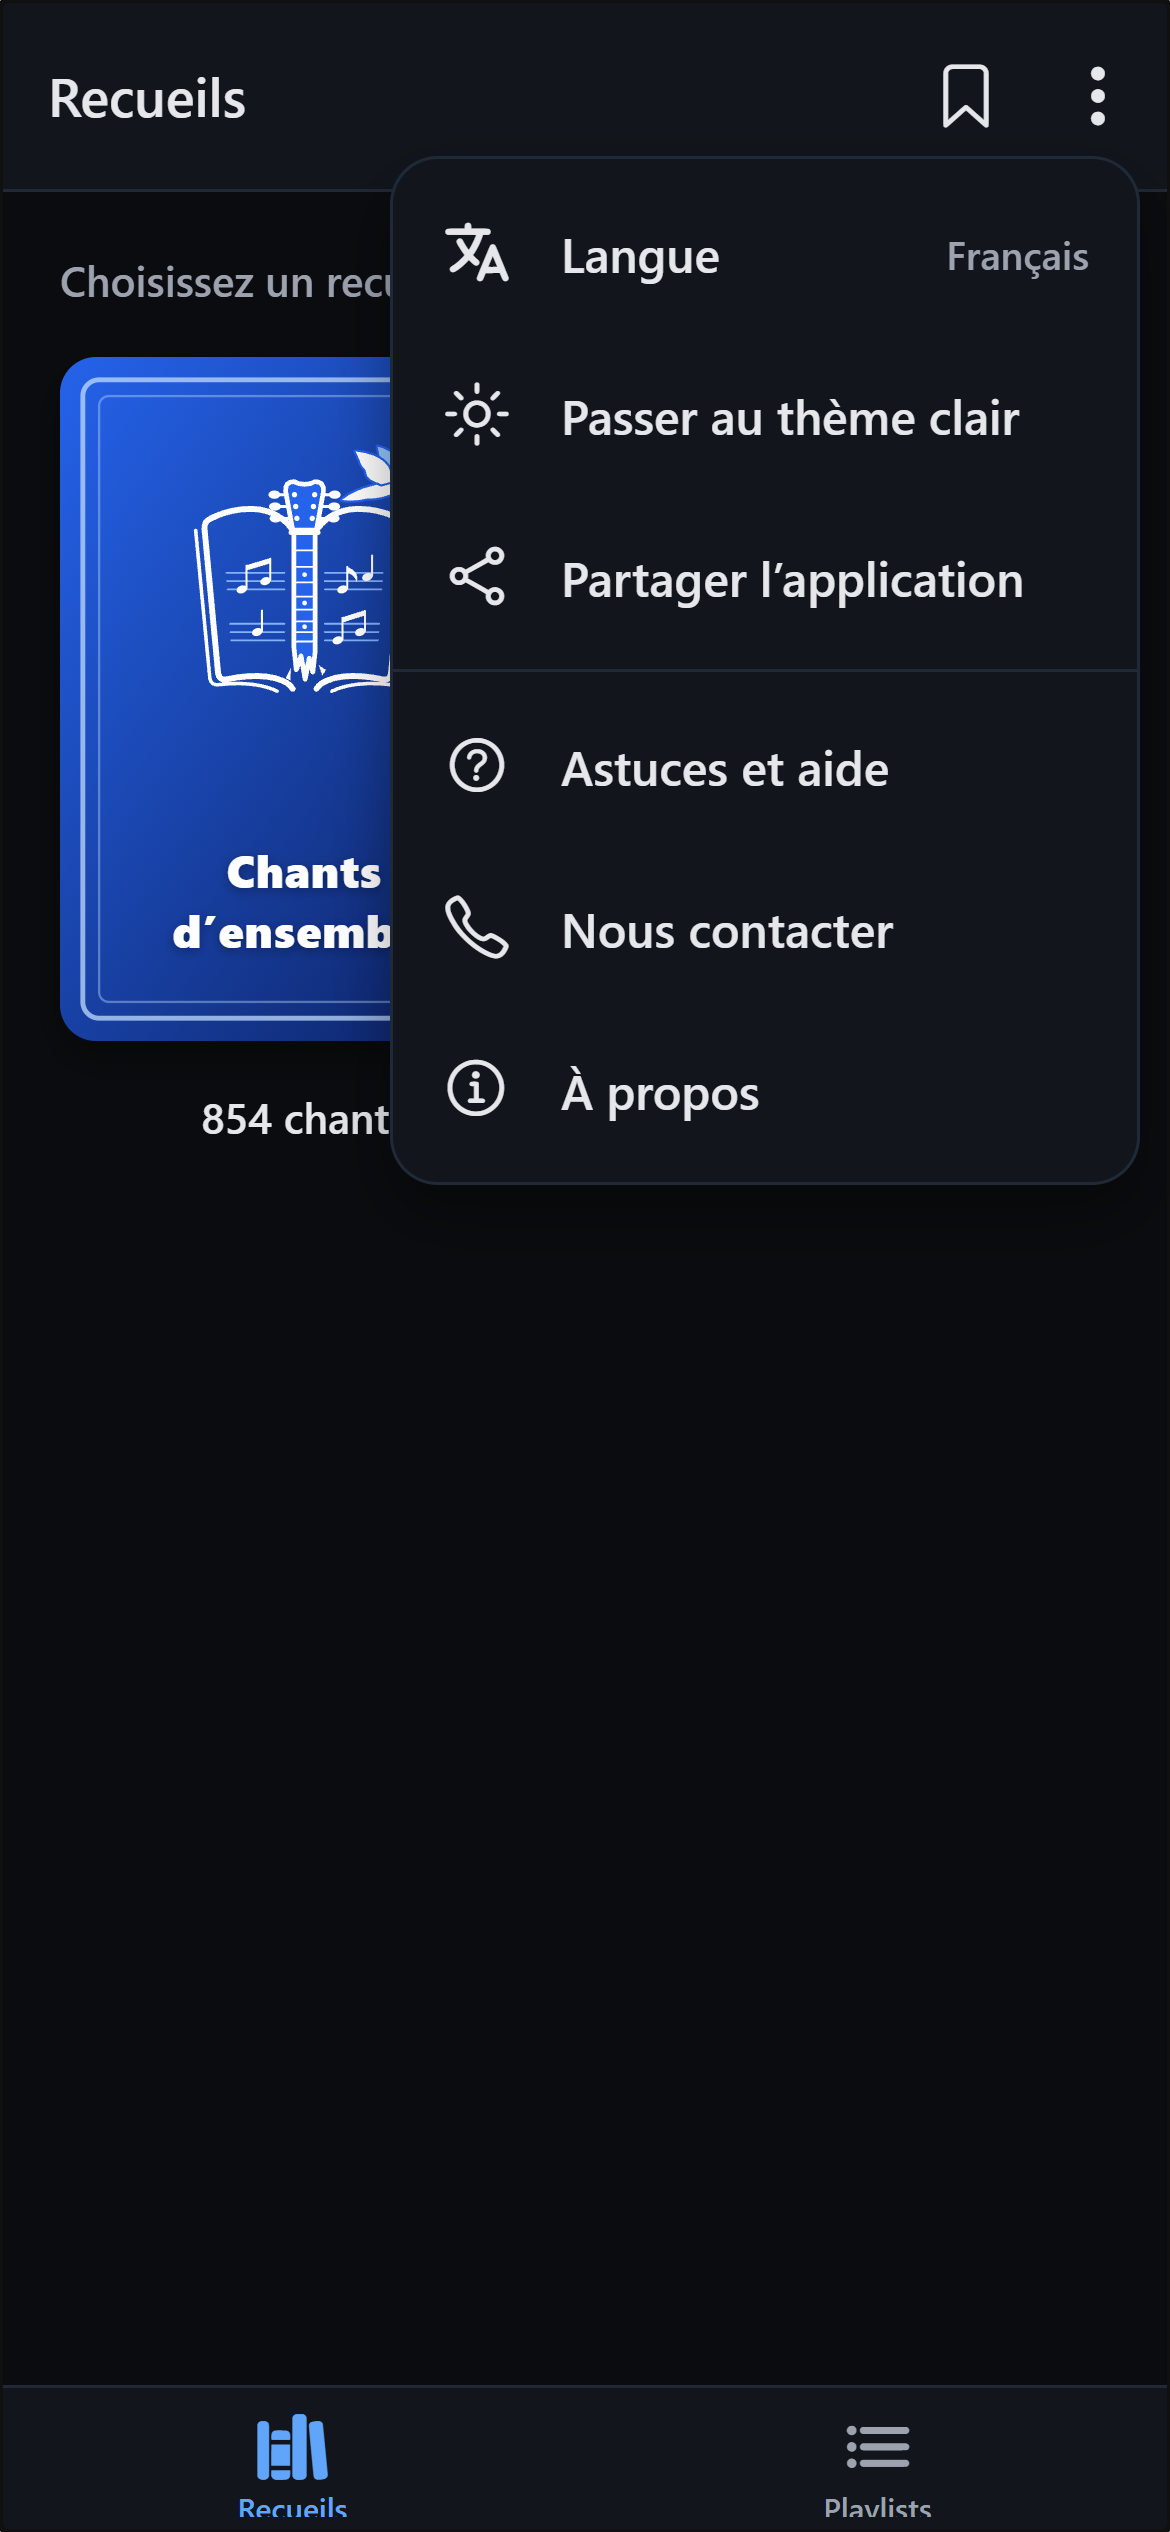 Recueils
Langue
Français
Choisissez un recu
Passer au thème clair
Partager l’application
Astuces et aide
Chants
d’ensemb
Nous contacter
À propos
854 chant
Recueils
Playlists